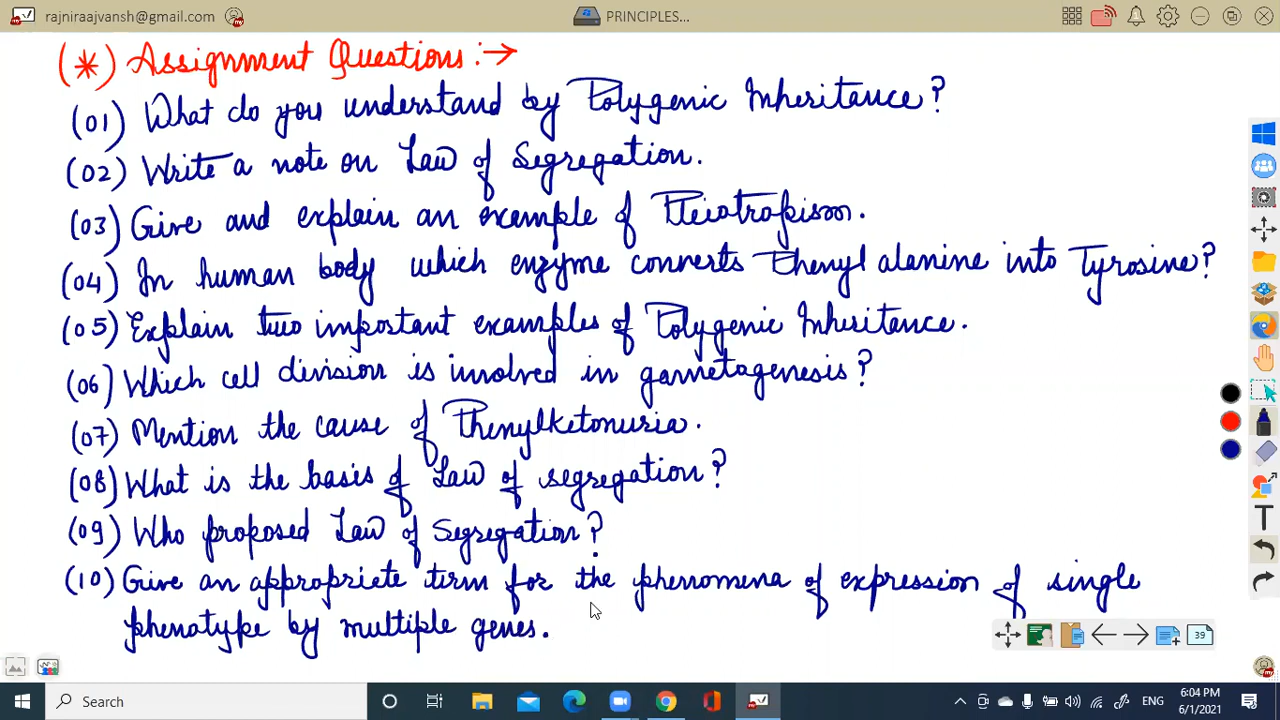 rajniraajvansh@gmail.com
PRINCIPLES...
(*) Assignment Questions:→
(01) What do you understand by Polygenic Inheritance?
(02) Write a note on Law of Segregation.
(03) Give and explain an example of Pleiotropism.
(04) In human body which enzyme converts Phenyl alanine into Tyrosine?
(05) Explain two important examples of Polygenic Inheritance.
(06) Which cell division is involved in gametogenesis?
(07) Mention the cause of Phenylketonuria.
(08) What is the basis of Law of segregation?
(09) Who proposed Law of Segregation?
(10) Give an appropriate term for the phenomena of expression of single
phenotype by multiple genes.
39
Search
ENG
6:04 PM
6/1/2021